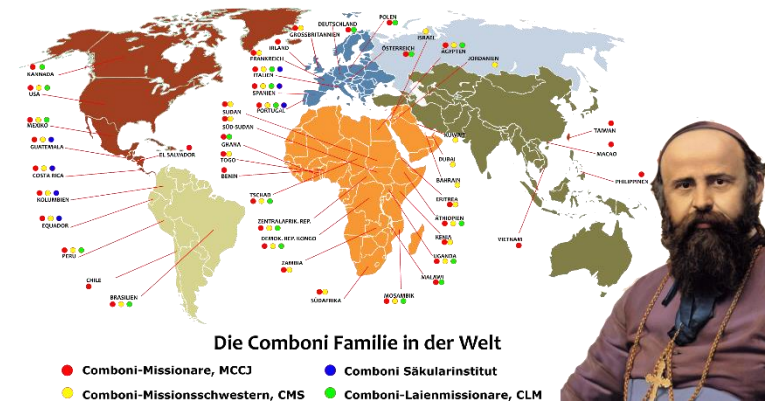 POLEN
DEUTSCHLAND
GROSSBRITANNIEN
IRLAND
ISRAEL
ÖSTERREICH
ÄGYPTEN
FRANKREICH
JORDANIEN
KANNADA
ITALIEN
USA
SPANIEN
PORTUGAL
SUDAN
MEXIKO
SÜD-SUDAN
TAIWAN
GUATEMALA
GHANA
KUWAIT
EL SALVADOR
TOGO
MACAO
DUBAI
COSTA RICA
BENIN
PHILIPPINEN
BAHRAIN
KOLUMBIEN
TSCHAD
ERITREA
EQUADOR
ZENTRALAFRIK. REP.
ÄTHIOPIEN
DEMOK. REP. KONGO
KENIA
VIETNAM
PERU
UGANDA
ZAMBIA
CHILE
MALAWI
BRASILIEN
SÜDAFRIKA
MOSAMBIK
Die Comboni Familie in der Welt
Comboni-Missionare, MCCJ
Comboni Säkularinstitut
Comboni-Missionsschwestern, CMS
Comboni-Laienmissionare, CLM